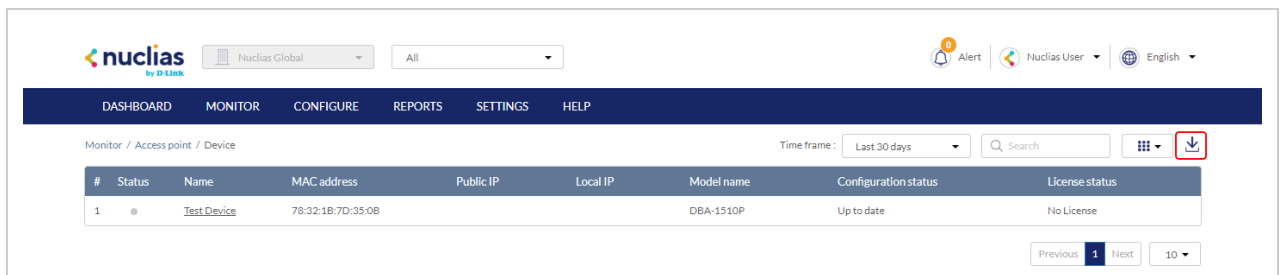 nuclias
by D-Link
Nuclias Global
All
0
Alert
Nuclias User
English
DASHBOARD MONITOR CONFIGURE REPORTS SETTINGS HELP
Monitor / Access point / Device
Time frame : Last 30 days
Search
# Status Name MAC address Public IP Local IP Model name Configuration status License status
1 Test Device 78:32:1B:7D:35:0B DBA-1510P Up to date No License
Previous 1 Next 10